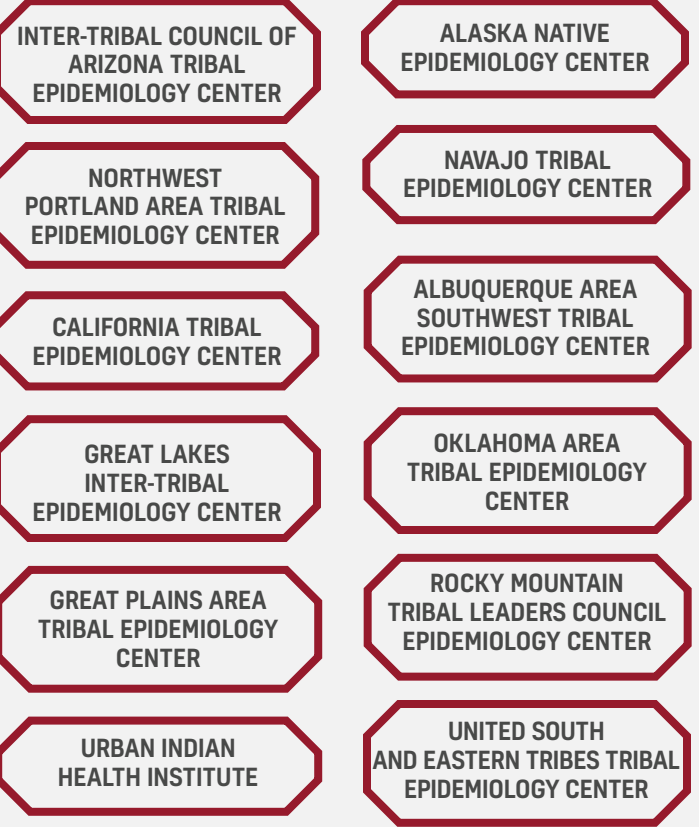 INTER-TRIBAL COUNCIL OF
ARIZONA TRIBAL
EPIDEMIOLOGY CENTER
ALASKA NATIVE
EPIDEMIOLOGY CENTER
NORTHWEST
PORTLAND AREA TRIBAL
EPIDEMIOLOGY CENTER
NAVAJO TRIBAL
EPIDEMIOLOGY CENTER
CALIFORNIA TRIBAL
EPIDEMIOLOGY CENTER
ALBUQUERQUE AREA
SOUTHWEST TRIBAL
EPIDEMIOLOGY CENTER
GREAT LAKES
INTER-TRIBAL
EPIDEMIOLOGY CENTER
OKLAHOMA AREA
TRIBAL EPIDEMIOLOGY
CENTER
GREAT PLAINS AREA
TRIBAL EPIDEMIOLOGY
CENTER
ROCKY MOUNTAIN
TRIBAL LEADERS COUNCIL
EPIDEMIOLOGY CENTER
URBAN INDIAN
HEALTH INSTITUTE
UNITED SOUTH
AND EASTERN TRIBES TRIBAL
EPIDEMIOLOGY CENTER